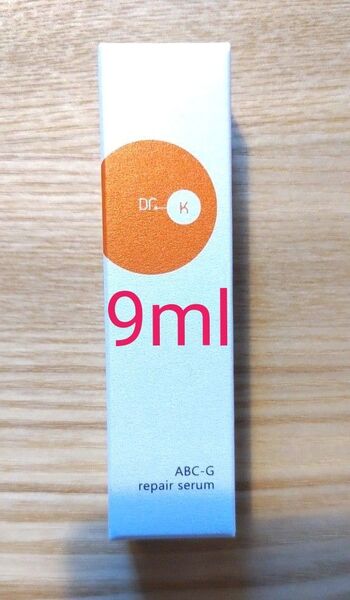 Dr. K
9ml
ABC-G
repair serum